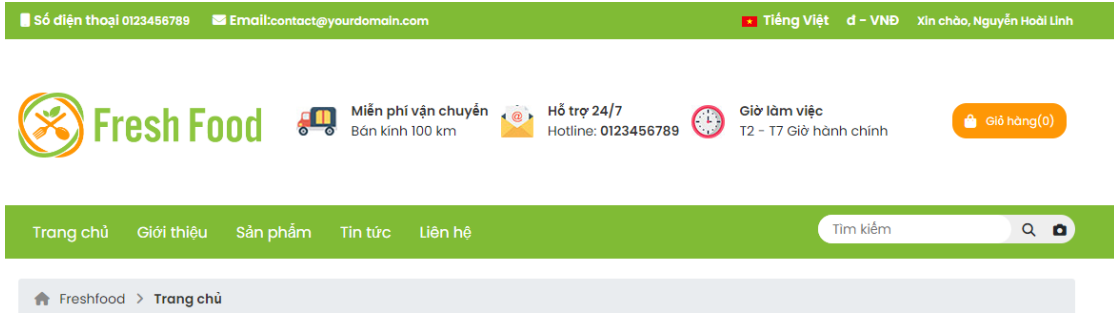 Số điện thoại 0123456789 Email:contact@yourdomain.com Tiếng Việt đ - VNĐ Xin chào, Nguyễn Hoài Linh
Fresh Food
Miễn phí vận chuyển
Bán kính 100 km
Hỗ trợ 24/7
Hotline: 0123456789
Giờ làm việc
T2 - T7 Giờ hành chính
Giỏ hàng(0)
Trang chủ Giới thiệu Sản phẩm Tin tức Liên hệ Tìm kiếm
Freshfood > Trang chủ